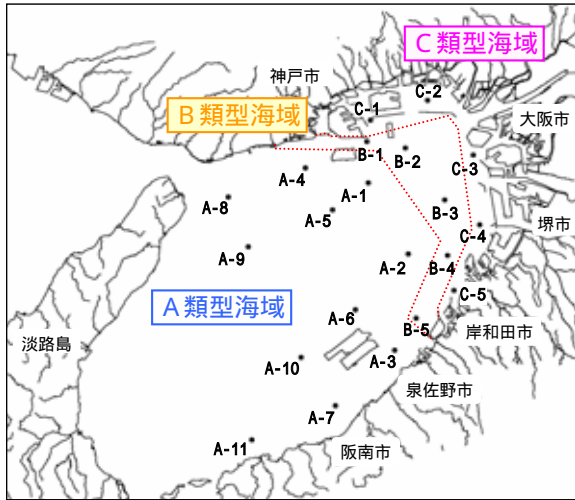 C類型海域
神戸市
C-2
B類型海域
C-1
大阪市
B-1
B-2
C-3
A-4
A-1
A-8
A-5
B-3
堺市
C-4
A-9
A-2
B-4
C-5
A類型海域
A-6
B-5
岸和田市
淡路島
A-10
A-3
泉佐野市
A-7
A-11
阪南市